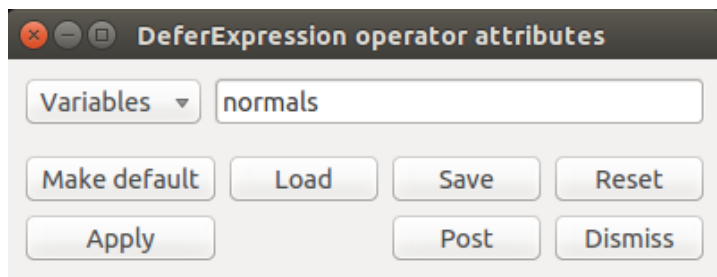 DeferExpression operator attributes
Variables normals
Make default Load Save Reset
Apply Post Dismiss